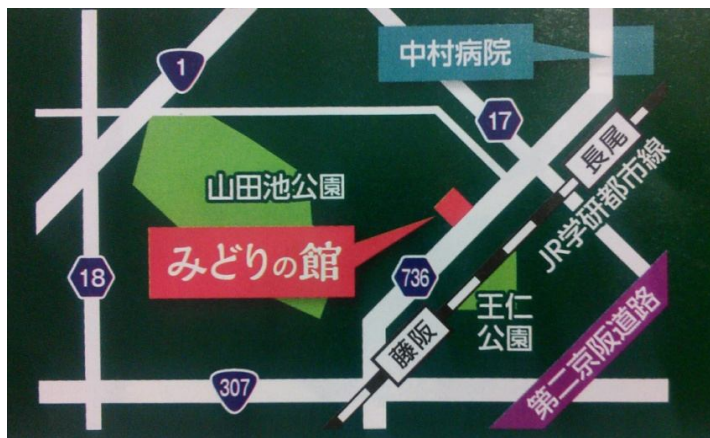 1
中村病院
17
長尾
山田池公園
JR学研都市線
みどりの館
18
736
王仁
公園
藤阪
第二京阪道路
307